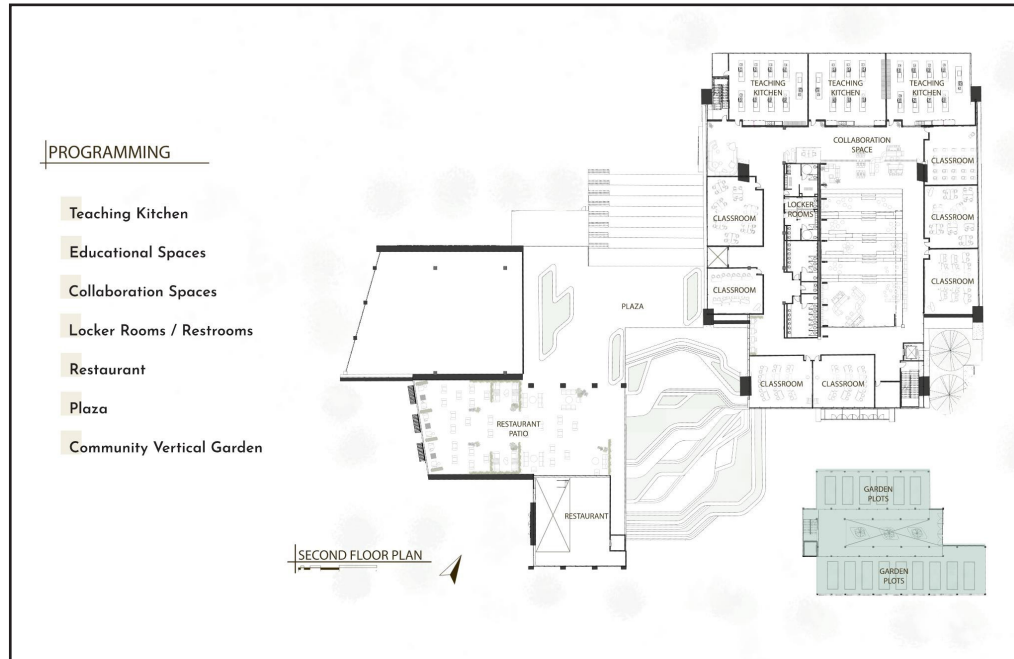 PROGRAMMING
Teaching Kitchen
Educational Spaces
Collaboration Spaces
Locker Rooms / Restrooms
Restaurant
Plaza
Community Vertical Garden
TEACHING
KITCHEN
TEACHING
KITCHEN
TEACHING
KITCHEN
COLLABORATION
SPACE
CLASSROOM
LOCKER
ROOMS
CLASSROOM
CLASSROOM
CLASSROOM
CLASSROOM
PLAZA
CLASSROOM
CLASSROOM
RESTAURANT
PATIO
RESTAURANT
GARDEN
PLOTS
GARDEN
PLOTS
SECOND FLOOR PLAN